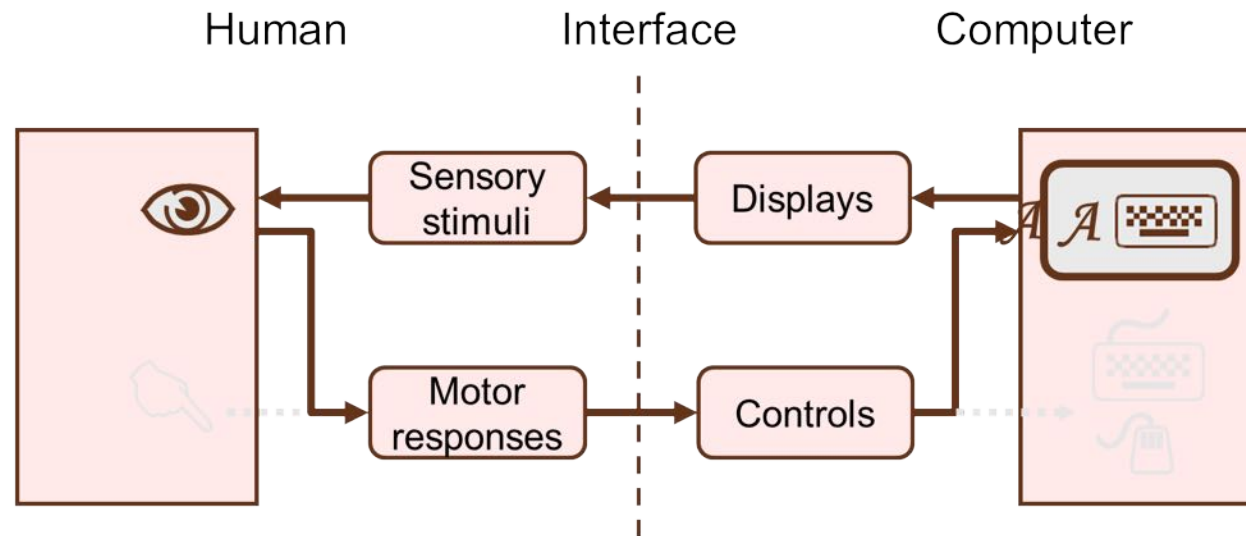 Human
Interface
Computer
Sensory
stimuli
Displays
𝒜 𝒜
Motor
responses
Controls